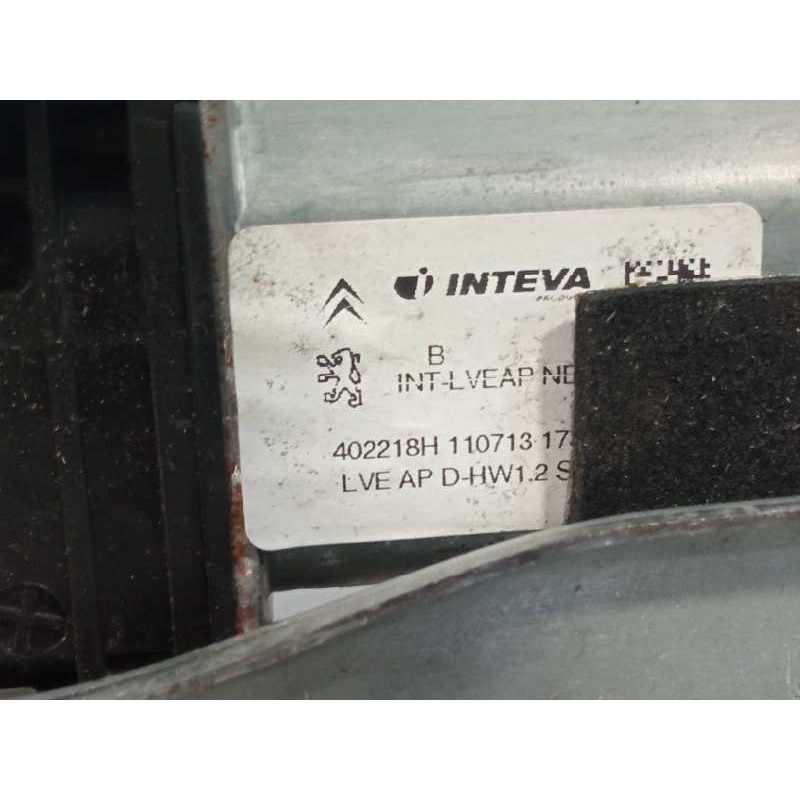 INTEVA
B
INT-LVEAP
402218H 110713
LVE AP D-HW1.2